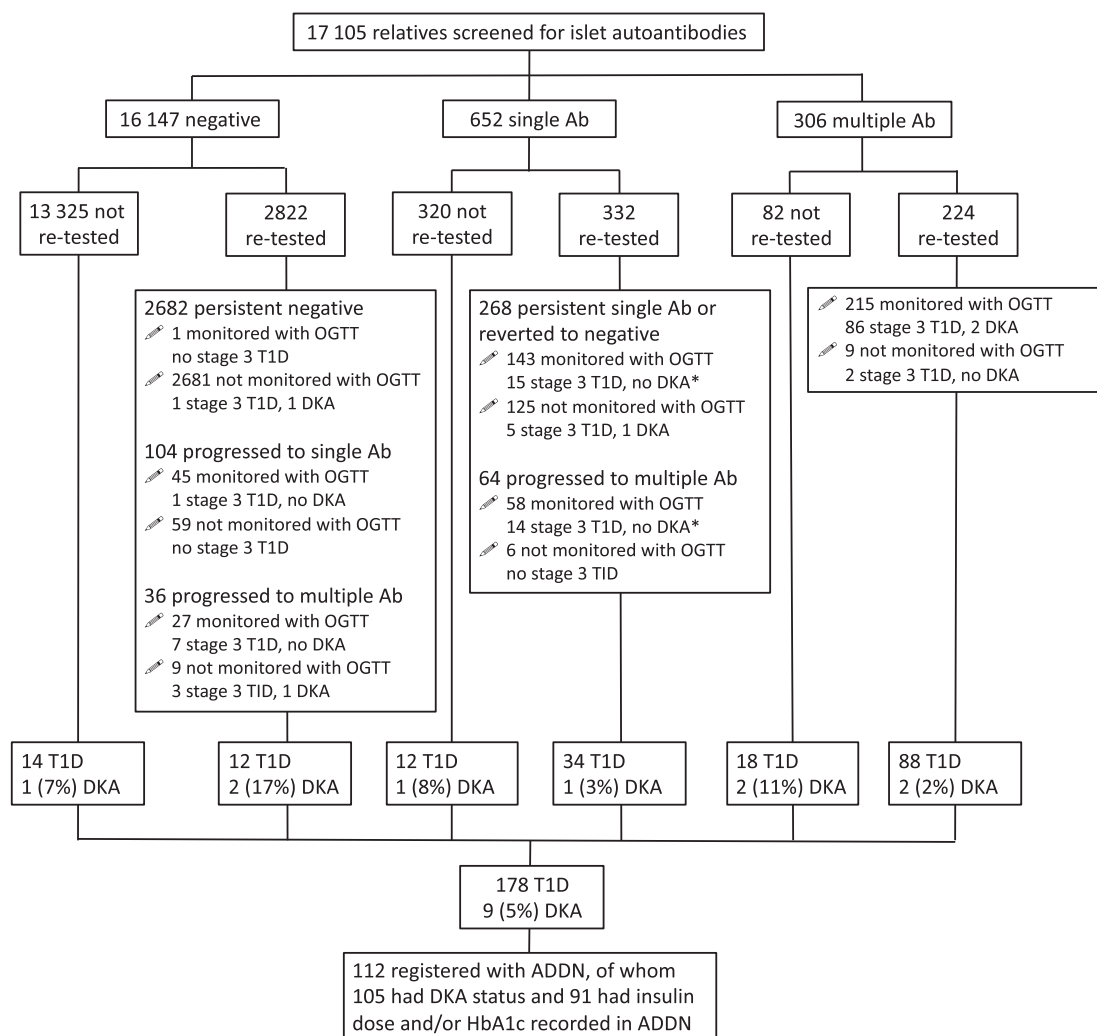 17 105 relatives screened for islet autoantibodies
16 147 negative
652 single Ab
306 multiple Ab
13 325 not
re-tested
2822
re-tested
320 not
re-tested
332
re-tested
82 not
re-tested
224
re-tested
2682 persistent negative
1 monitored with OGTT
no stage 3 T1D
2681 not monitored with OGTT
1 stage 3 T1D, 1 DKA
104 progressed to single Ab
45 monitored with OGTT
1 stage 3 T1D, no DKA
59 not monitored with OGTT
no stage 3 T1D
36 progressed to multiple Ab
27 monitored with OGTT
7 stage 3 T1D, no DKA
9 not monitored with OGTT
3 stage 3 TID, 1 DKA
268 persistent single Ab or
reverted to negative
143 monitored with OGTT
15 stage 3 T1D, no DKA*
125 not monitored with OGTT
5 stage 3 T1D, 1 DKA
64 progressed to multiple Ab
58 monitored with OGTT
14 stage 3 T1D, no DKA*
6 not monitored with OGTT
no stage 3 TID
215 monitored with OGTT
86 stage 3 T1D, 2 DKA
9 not monitored with OGTT
2 stage 3 T1D, no DKA
14 T1D
1 (7%) DKA
12 T1D
2 (17%) DKA
12 T1D
1 (8%) DKA
34 T1D
1 (3%) DKA
18 T1D
2 (11%) DKA
88 T1D
2 (2%) DKA
178 T1D
9 (5%) DKA
112 registered with ADDN, of whom
105 had DKA status and 91 had insulin
dose and/or HbA1c recorded in ADDN